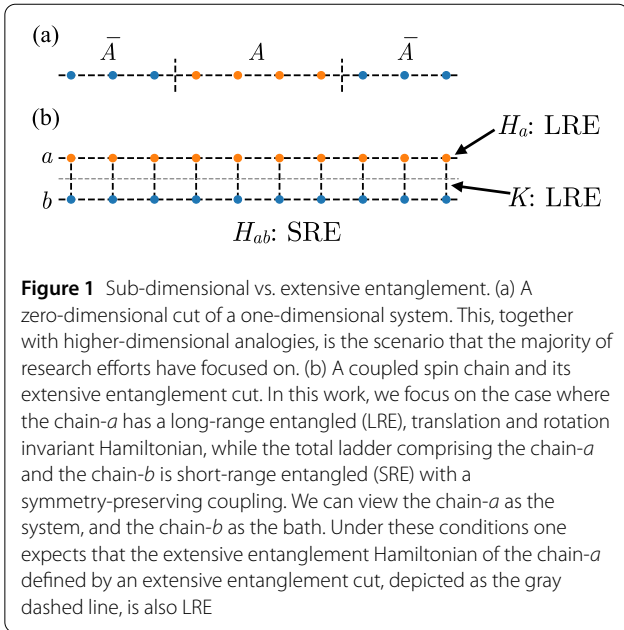 (a)
Ā A Ā
(b)
a
b
Hₐ: LRE
K: LRE
Hₐb: SRE
Figure 1 Sub-dimensional vs. extensive entanglement. (a) A
zero-dimensional cut of a one-dimensional system. This, together
with higher-dimensional analogies, is the scenario that the majority of
research efforts have focused on. (b) A coupled spin chain and its
extensive entanglement cut. In this work, we focus on the case where
the chain-a has a long-range entangled (LRE), translation and rotation
invariant Hamiltonian, while the total ladder comprising the chain-a
and the chain-b is short-range entangled (SRE) with a
symmetry-preserving coupling. We can view the chain-a as the
system, and the chain-b as the bath. Under these conditions one
expects that the extensive entanglement Hamiltonian of the chain-a
defined by an extensive entanglement cut, depicted as the gray
dashed line, is also LRE